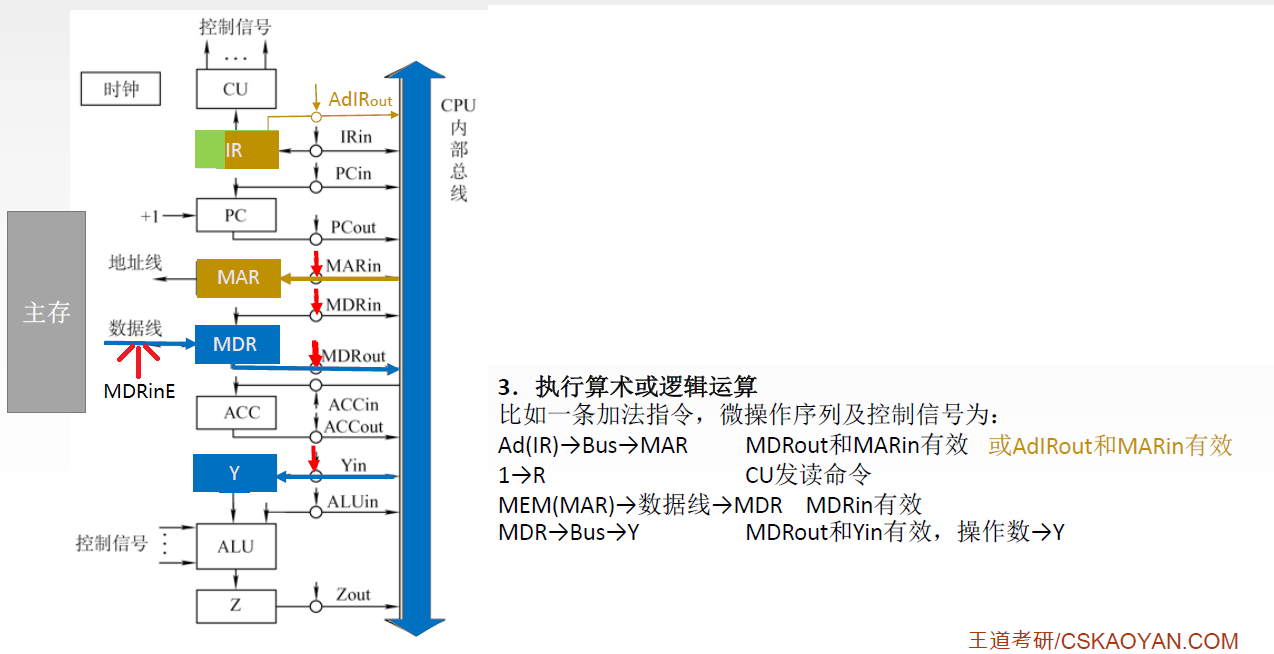 控制信号
...
时钟
CU
AdIRout
CPU
内
部
总
线
IR
IRin
PCin
+1
PC
PCout
地址线
MAR
MARin
主存
MDRin
数据线
MDR
MDRout
MDRinE
ACC
ACCin
ACCout
Y
Yin
ALUin
控制信号
ALU
Z
Zout
3．执行算术或逻辑运算
比如一条加法指令，微操作序列及控制信号为：
Ad(IR)→Bus→MAR MDRout和MARin有效 或AdIRout和MARin有效
1→R CU发读命令
MEM(MAR)→数据线→MDR MDRin有效
MDR→Bus→Y MDRout和Yin有效，操作数→Y
王道考研/CSKAOYAN.COM